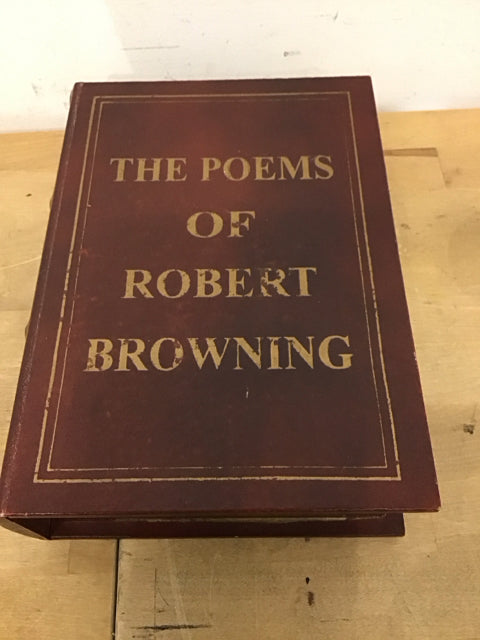 THE POEMS
OF
ROBERT
BROWNING